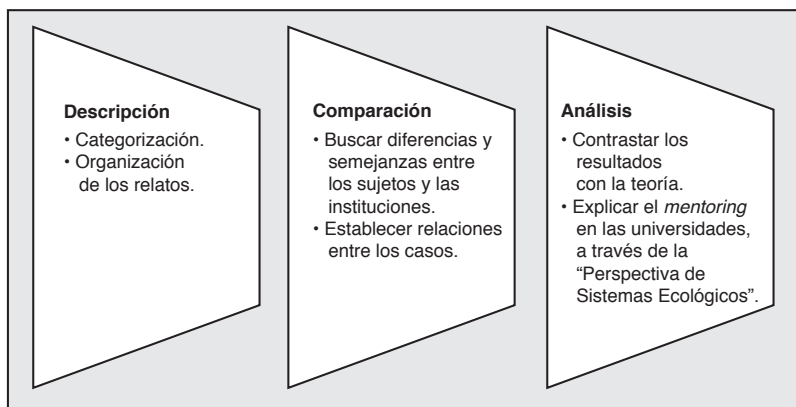 Descripción
• Categorización.
• Organización
de los relatos.
Comparación
• Buscar diferencias y
semejanzas entre
los sujetos y las
instituciones.
• Establecer relaciones
entre los casos.
Análisis
• Contrastar los
resultados
con la teoría.
• Explicar el mentoring
en las universidades,
a través de la
“Perspectiva de
Sistemas Ecológicos”.